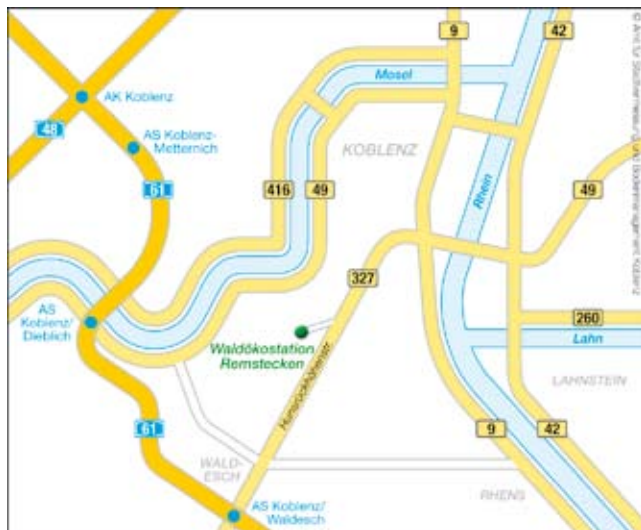 9
42
Mosel
AK Koblenz
48
AS Koblenz-
Metternich
KOBLENZ
61
416
49
49
Rhein
327
AS
Koblenz/
Dieblich
260
Waldökostation
Remstecken
Lahn
Hunsrückhöhenstr.
LAHNSTEIN
61
9
42
WALD-
ESCH
RHENS
AS Koblenz/
Waldesch